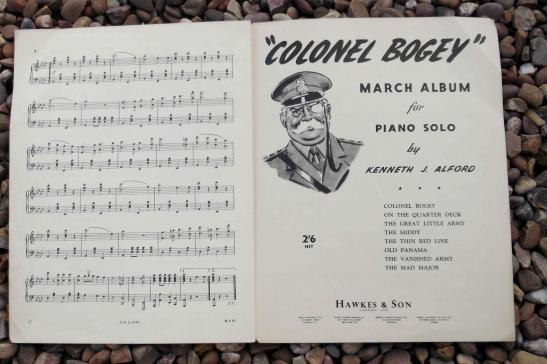 "COLONEL BOGEY"
MARCH ALBUM
for
PIANO SOLO
by
KENNETH J. ALFORD
COLONEL BOGEY
ON THE QUARTER DECK
THE GREAT LITTLE ARMY
THE MIDDY
THE THIN RED LINE
OLD PANAMA
THE VANISHED ARMY
THE MAD MAJOR
2'6
NET
HAWKES & SON
D.C.